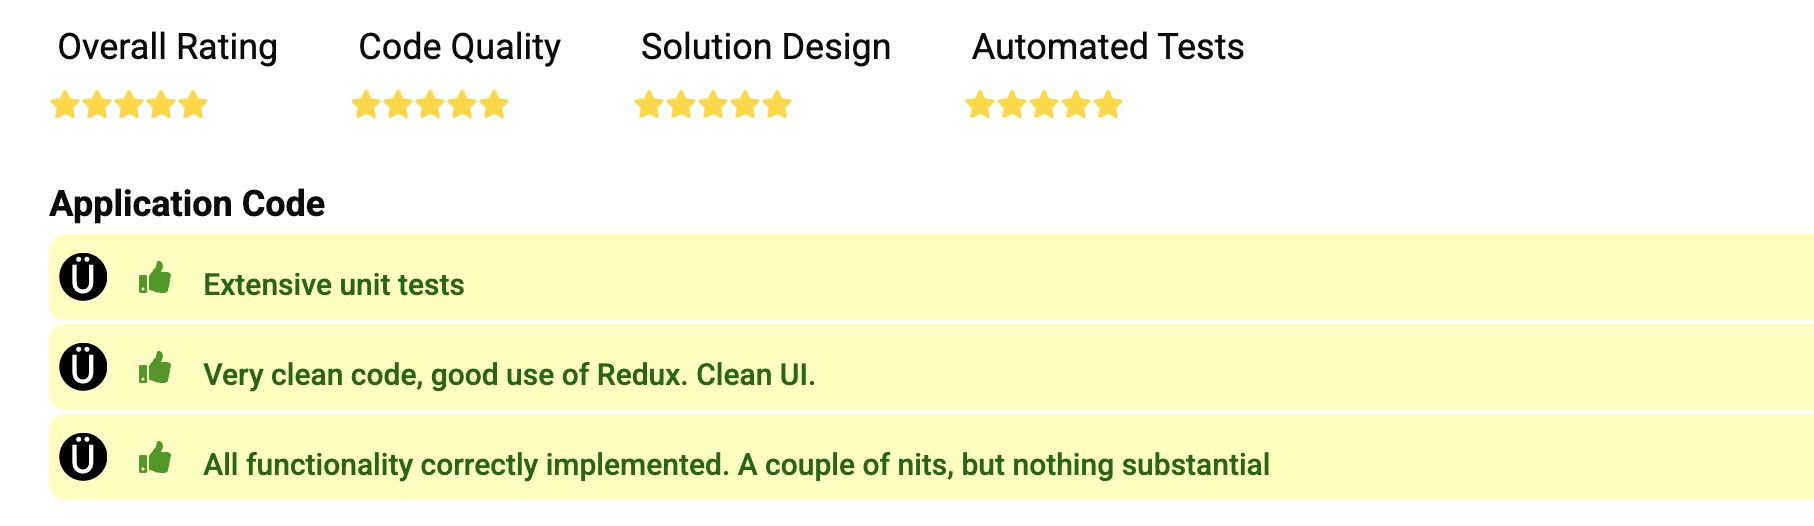 Overall Rating Code Quality Solution Design Automated Tests
Application Code
Ü Extensive unit tests
Ü Very clean code, good use of Redux. Clean UI.
Ü All functionality correctly implemented. A couple of nits, but nothing substantial